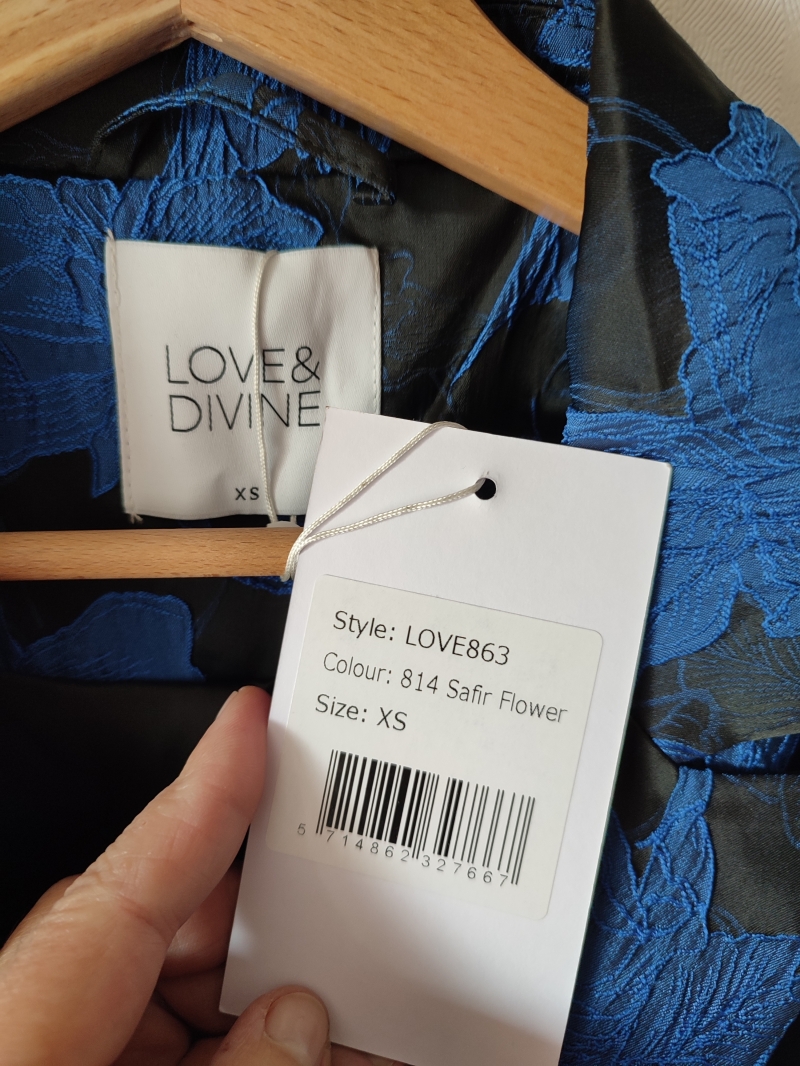 LOVE&
DIVINE
XS
Style: LOVE863
Colour: 814 Safir Flower
Size: XS
5 714862 327667